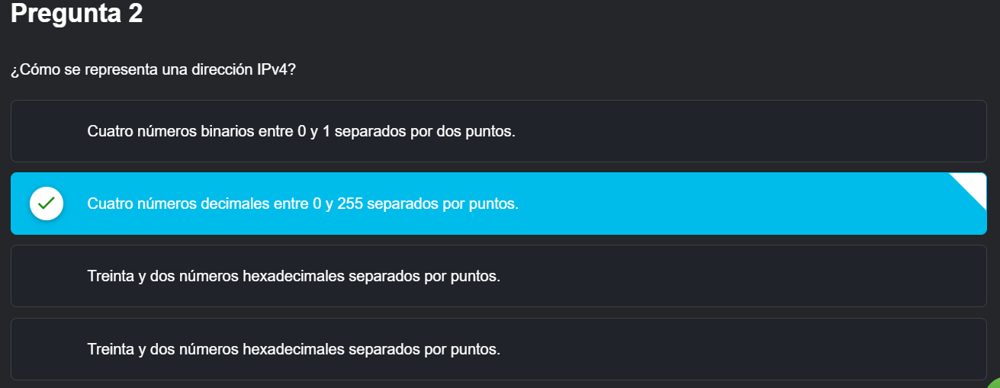 Pregunta 2
¿Cómo se representa una dirección IPv4?
Cuatro números binarios entre 0 y 1 separados por dos puntos.
Cuatro números decimales entre 0 y 255 separados por puntos.
Treinta y dos números hexadecimales separados por puntos.
Treinta y dos números hexadecimales separados por puntos.